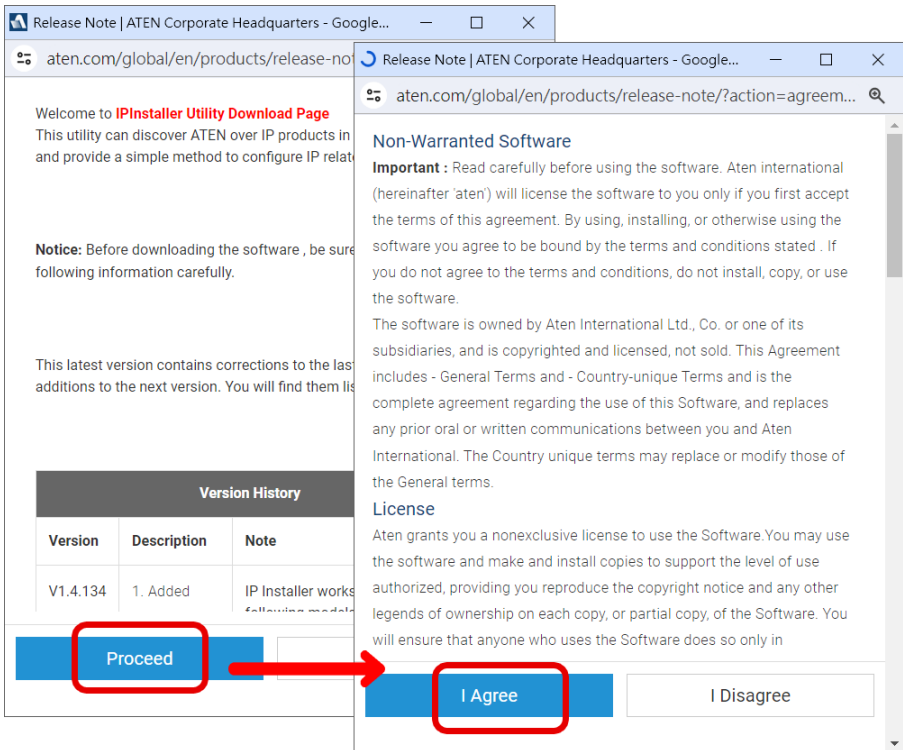 Release Note | ATEN Corporate Headquarters - Google...
aten.com/global/en/products/release-not
Welcome to IPInstaller Utility Download Page
This utility can discover ATEN over IP products in
and provide a simple method to configure IP relat
Notice: Before downloading the software , be sure
following information carefully.
This latest version contains corrections to the las
additions to the next version. You will find them lis
Version History
Version Description Note
V1.4.134 1. Added IP Installer works
following models
Proceed
Release Note | ATEN Corporate Headquarters - Google...
aten.com/global/en/products/release-note/?action=agreem...
Non-Warranted Software
Important : Read carefully before using the software. Aten international
(hereinafter 'aten') will license the software to you only if you first accept
the terms of this agreement. By using, installing, or otherwise using the
software you agree to be bound by the terms and conditions stated . If
you do not agree to the terms and conditions, do not install, copy, or use
the software.
The software is owned by Aten International Ltd., Co. or one of its
subsidiaries, and is copyrighted and licensed, not sold. This Agreement
includes - General Terms and - Country-unique Terms and is the
complete agreement regarding the use of this Software, and replaces
any prior oral or written communications between you and Aten
International. The Country unique terms may replace or modify those of
the General terms.
License
Aten grants you a nonexclusive license to use the Software.You may use
the software and make and install copies to support the level of use
authorized, providing you reproduce the copyright notice and any other
legends of ownership on each copy, or partial copy, of the Software. You
will ensure that anyone who uses the Software does so only in
I Agree
I Disagree